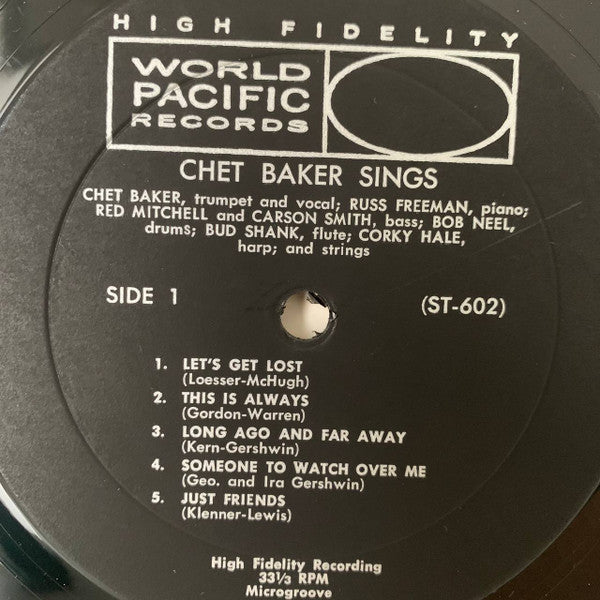 HIGH FIDELITY
WORLD
PACIFIC
RECORDS
CHET BAKER SINGS
CHET BAKER, trumpet and vocal; RUSS FREEMAN, piano;
RED MITCHELL and CARSON SMITH, bass; BOB NEEL,
drums; BUD SHANK, flute; CORKY HALE,
harp; and strings
SIDE 1 (ST-602)
1. LET'S GET LOST
(Loesser-McHugh)
2. THIS IS ALWAYS
(Gordon-Warren)
3. LONG AGO AND FAR AWAY
(Kern-Gershwin)
4. SOMEONE TO WATCH OVER ME
(Geo. and Ira Gershwin)
5. JUST FRIENDS
(Klenner-Lewis)
High Fidelity Recording
33⅓ RPM
Microgroove